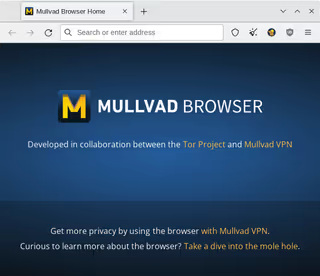 Mullvad Browser Home
Search or enter address
M MULLVAD BROWSER
Developed in collaboration between the Tor Project and Mullvad VPN
Get more privacy by using the browser with Mullvad VPN.
Curious to learn more about the browser? Take a dive into the mole hole.